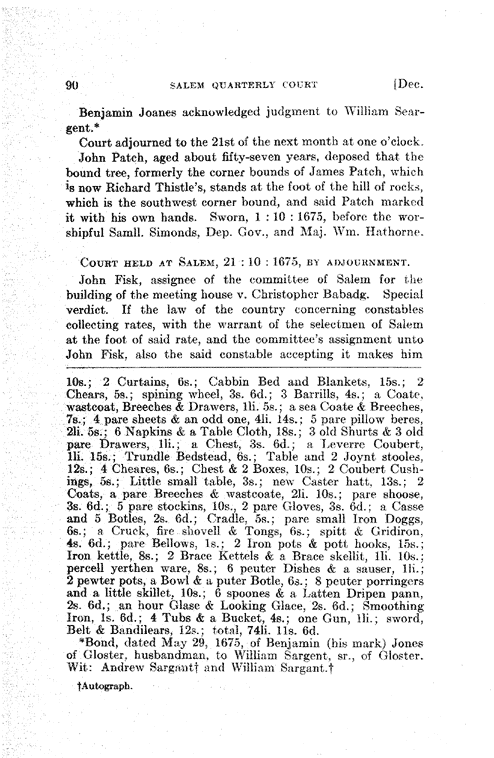 90 SALEM QUARTERLY COURT [Dec.
Benjamin Joanes acknowledged judgment to William Sear-
gent.*
Court adjourned to the 21st of the next month at one o'clock.
John Patch, aged about fifty-seven years, deposed that the
bound tree, formerly the corner bounds of James Patch, which
is now Richard Thistle's, stands at the foot of the hill of rocks,
which is the southwest corner bound, and said Patch marked
it with his own hands. Sworn, 1 : 10 : 1675, before the wor-
shipful Samll. Simonds, Dep. Gov., and Maj. Wm. Hathorne.
COURT HELD AT SALEM, 21 : 10 : 1675, BY ADJOURNMENT.
John Fisk, assignee of the committee of Salem for the
building of the meeting house v. Christopher Babadg. Special
verdict. If the law of the country concerning constables
collecting rates, with the warrant of the selectmen of Salem
at the foot of said rate, and the committee's assignment unto
John Fisk, also the said constable accepting it makes him
10s.; 2 Curtains, 6s.; Cabbin Bed and Blankets, 15s.; 2
Chears, 5s.; spining wheel, 3s. 6d.; 3 Barrills, 4s.; a Coate,
wastcoat, Breeches & Drawers, 1li. 5s.; a sea Coate & Breeches,
7s.; 4 pare sheets & an odd one, 4li. 14s.; 5 pare pillow beres,
2li. 5s.; 6 Napkins & a Table Cloth, 18s.; 3 old Shurts & 3 old
pare Drawers, 1li.; a Chest, 3s. 6d.; a Leverre Coubert,
1li. 15s.; Trundle Bedstead, 6s.; Table and 2 Joynt stooles,
12s.; 4 Cheares, 6s.; Chest & 2 Boxes, 10s.; 2 Coubert Cush-
ings, 5s.; Little small table, 3s.; new Caster hatt, 13s.; 2
Coats, a pare Breeches & wastcoate, 2li. 10s.; pare shoose,
3s. 6d.; 5 pare stockins, 10s., 2 pare Gloves, 3s. 6d.; a Casse
and 5 Botles, 2s. 6d.; Cradle, 5s.; pare small Iron Doggs,
6s.; a Cruck, fire shovell & Tongs, 6s.; spitt & Gridiron,
4s. 6d.; pare Bellows, 1s.; 2 Iron pots & pott hooks, 15s.;
Iron kettle, 8s.; 2 Brace Kettels & a Brace skellit, 1li. 10s.;
percell yerthen ware, 8s.; 6 peuter Dishes & a sauser, 1li.;
2 pewter pots, a Bowl & a puter Botle, 6s.; 8 peuter porringers
and a little skillet, 10s.; 6 spoones & a Latten Dripen pann,
2s. 6d.; an hour Glase & Looking Glace, 2s. 6d.; Smoothing
Iron, 1s. 6d.; 4 Tubs & a Bucket, 4s.; one Gun, 1li.; sword,
Belt & Bandilears, 12s.; total, 74li. 11s. 6d.
*Bond, dated May 29, 1675, of Benjamin (his mark) Jones
of Gloster, husbandman, to William Sergent, sr., of Gloster.
Wit: Andrew Sargant† and William Sargant.†
†Autograph.